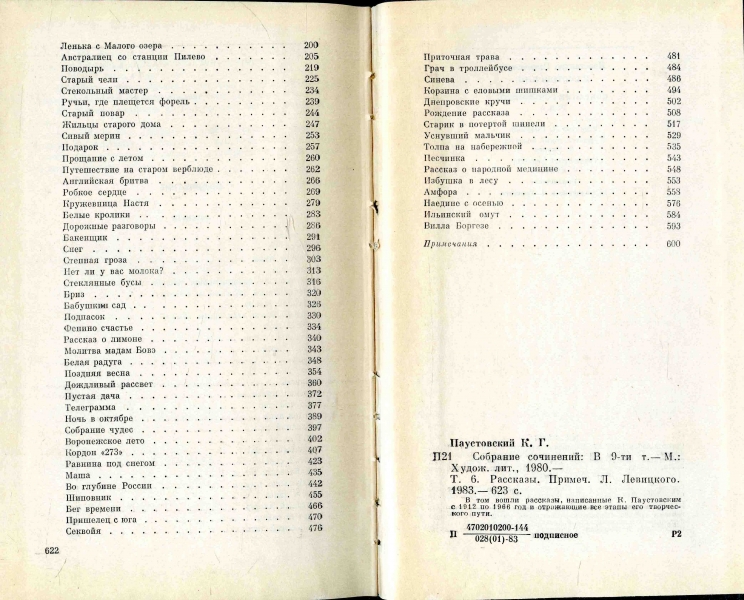 Ленька с Малого озера . . . . . . . . . . . 200
Австралиец со станции Пилево . . . . . . . 205
Поводырь . . . . . . . . . . . . . . . . 219
Старый челн . . . . . . . . . . . . . . . 225
Стекольный мастер . . . . . . . . . . . . 234
Ручьи, где плещется форель . . . . . . . . 239
Старый повар . . . . . . . . . . . . . . 244
Жильцы старого дома . . . . . . . . . . . 247
Сивый мерин . . . . . . . . . . . . . . . 253
Подарок . . . . . . . . . . . . . . . . . 257
Прощание с летом . . . . . . . . . . . . 260
Путешествие на старом верблюде . . . . . . 262
Английская бритва . . . . . . . . . . . . 266
Робкое сердце . . . . . . . . . . . . . . 269
Кружевница Настя . . . . . . . . . . . . 279
Белые кролики . . . . . . . . . . . . . . 283
Дорожные разговоры . . . . . . . . . . . 286
Бакенщик . . . . . . . . . . . . . . . . 291
Снег . . . . . . . . . . . . . . . . . . 296
Степная гроза . . . . . . . . . . . . . . 303
Нет ли у вас молока? . . . . . . . . . . 313
Стеклянные бусы . . . . . . . . . . . . . 316
Бриз . . . . . . . . . . . . . . . . . . 320
Бабушкин сад . . . . . . . . . . . . . . 326
Подпасок . . . . . . . . . . . . . . . . 330
Фенино счастье . . . . . . . . . . . . . 334
Рассказ о лимоне . . . . . . . . . . . . 340
Молитва мадам Бовэ . . . . . . . . . . . 343
Белая радуга . . . . . . . . . . . . . . 348
Поздняя весна . . . . . . . . . . . . . . 354
Дождливый рассвет . . . . . . . . . . . . 360
Пустая дача . . . . . . . . . . . . . . . 372
Телеграмма . . . . . . . . . . . . . . . 377
Ночь в октябре . . . . . . . . . . . . . 389
Собрание чудес . . . . . . . . . . . . . 397
Воронежское лето . . . . . . . . . . . . 402
Кордон «273» . . . . . . . . . . . . . . 407
Равнина под снегом . . . . . . . . . . . 423
Маша . . . . . . . . . . . . . . . . . . 435
Во глубине России . . . . . . . . . . . . 442
Шиповник . . . . . . . . . . . . . . . . 455
Бег времени . . . . . . . . . . . . . . . 466
Пришелец с юга . . . . . . . . . . . . . 470
Секвойя . . . . . . . . . . . . . . . . . 476
622
Приточная трава . . . . . . . . . . . . . 481
Грач в троллейбусе . . . . . . . . . . . 484
Синева . . . . . . . . . . . . . . . . . 486
Корзина с еловыми шишками . . . . . . . . 494
Днепровские кручи . . . . . . . . . . . . 502
Рождение рассказа . . . . . . . . . . . . 508
Старик в потертой шинели . . . . . . . . 517
Уснувший мальчик . . . . . . . . . . . . 529
Толпа на набережной . . . . . . . . . . . 535
Песчинка . . . . . . . . . . . . . . . . 543
Рассказ о народной медицине . . . . . . . 548
Избушка в лесу . . . . . . . . . . . . . 553
Амфора . . . . . . . . . . . . . . . . . 558
Наедине с осенью . . . . . . . . . . . . 576
Ильинский омут . . . . . . . . . . . . . 584
Вилла Боргезе . . . . . . . . . . . . . . 593
Примечания . . . . . . . . . . . . . . . 600
Паустовский К. Г.
П21 Собрание сочинений: В 9-ти т.— М.:
Худож. лит., 1980.—
Т. 6. Рассказы. Примеч. Л. Левицкого.
1983.— 623 с.
В том вошли рассказы, написанные К. Паустовским
с 1912 по 1966 год и отражающие все этапы его творчес-
кого пути.
4702010200-144
П 028(01)-83 подписное Р2